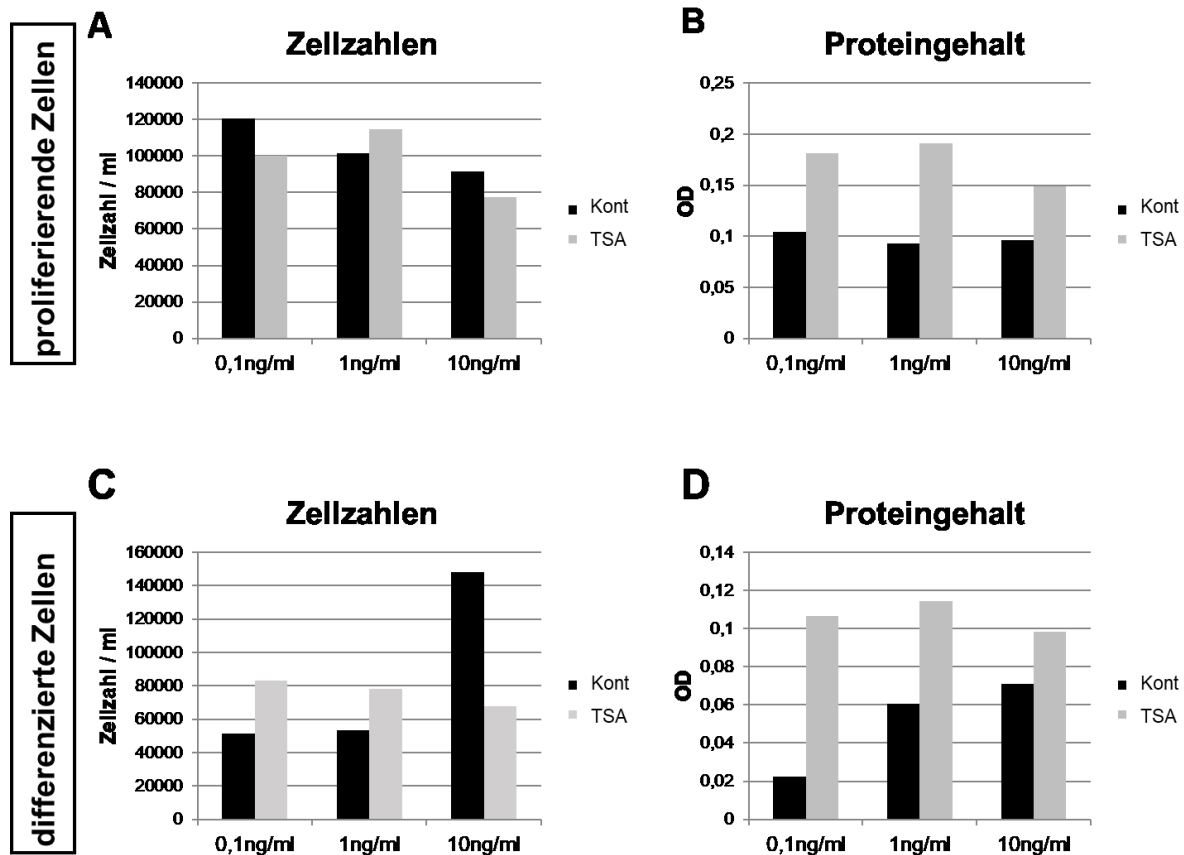 proliferierende Zellen
A
Zellzahlen
Zellzahl / ml
140000
120000
100000
80000
60000
40000
20000
0
0,1ng/ml 1ng/ml 10ng/ml
Kont
TSA
B
Proteingehalt
OD
0,25
0,2
0,15
0,1
0,05
0
0,1ng/ml 1ng/ml 10ng/ml
Kont
TSA
differenzierte Zellen
C
Zellzahlen
Zellzahl / ml
160000
140000
120000
100000
80000
60000
40000
20000
0
0,1ng/ml 1ng/ml 10ng/ml
Kont
TSA
D
Proteingehalt
OD
0,14
0,12
0,1
0,08
0,06
0,04
0,02
0
0,1ng/ml 1ng/ml 10ng/ml
Kont
TSA